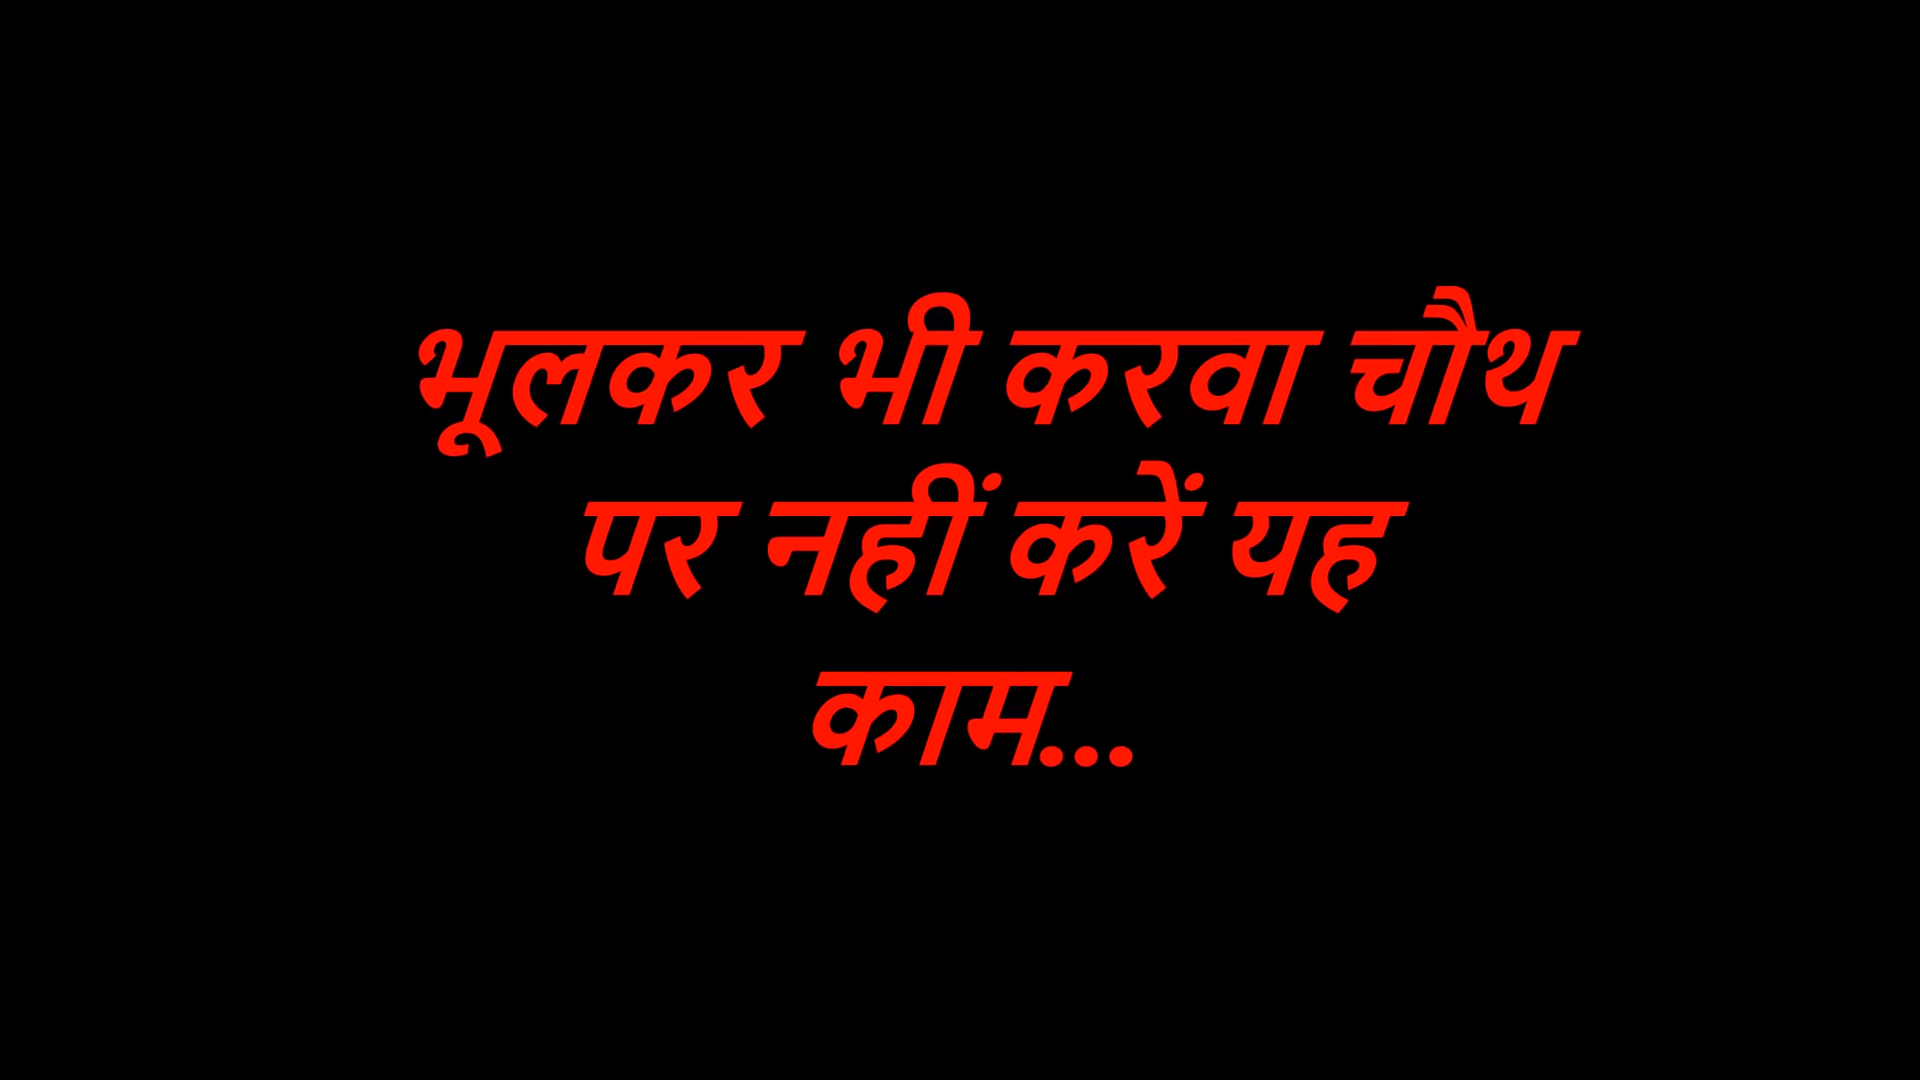 भूलकर भी करवा चौथ
पर नहीं करें यह
काम...